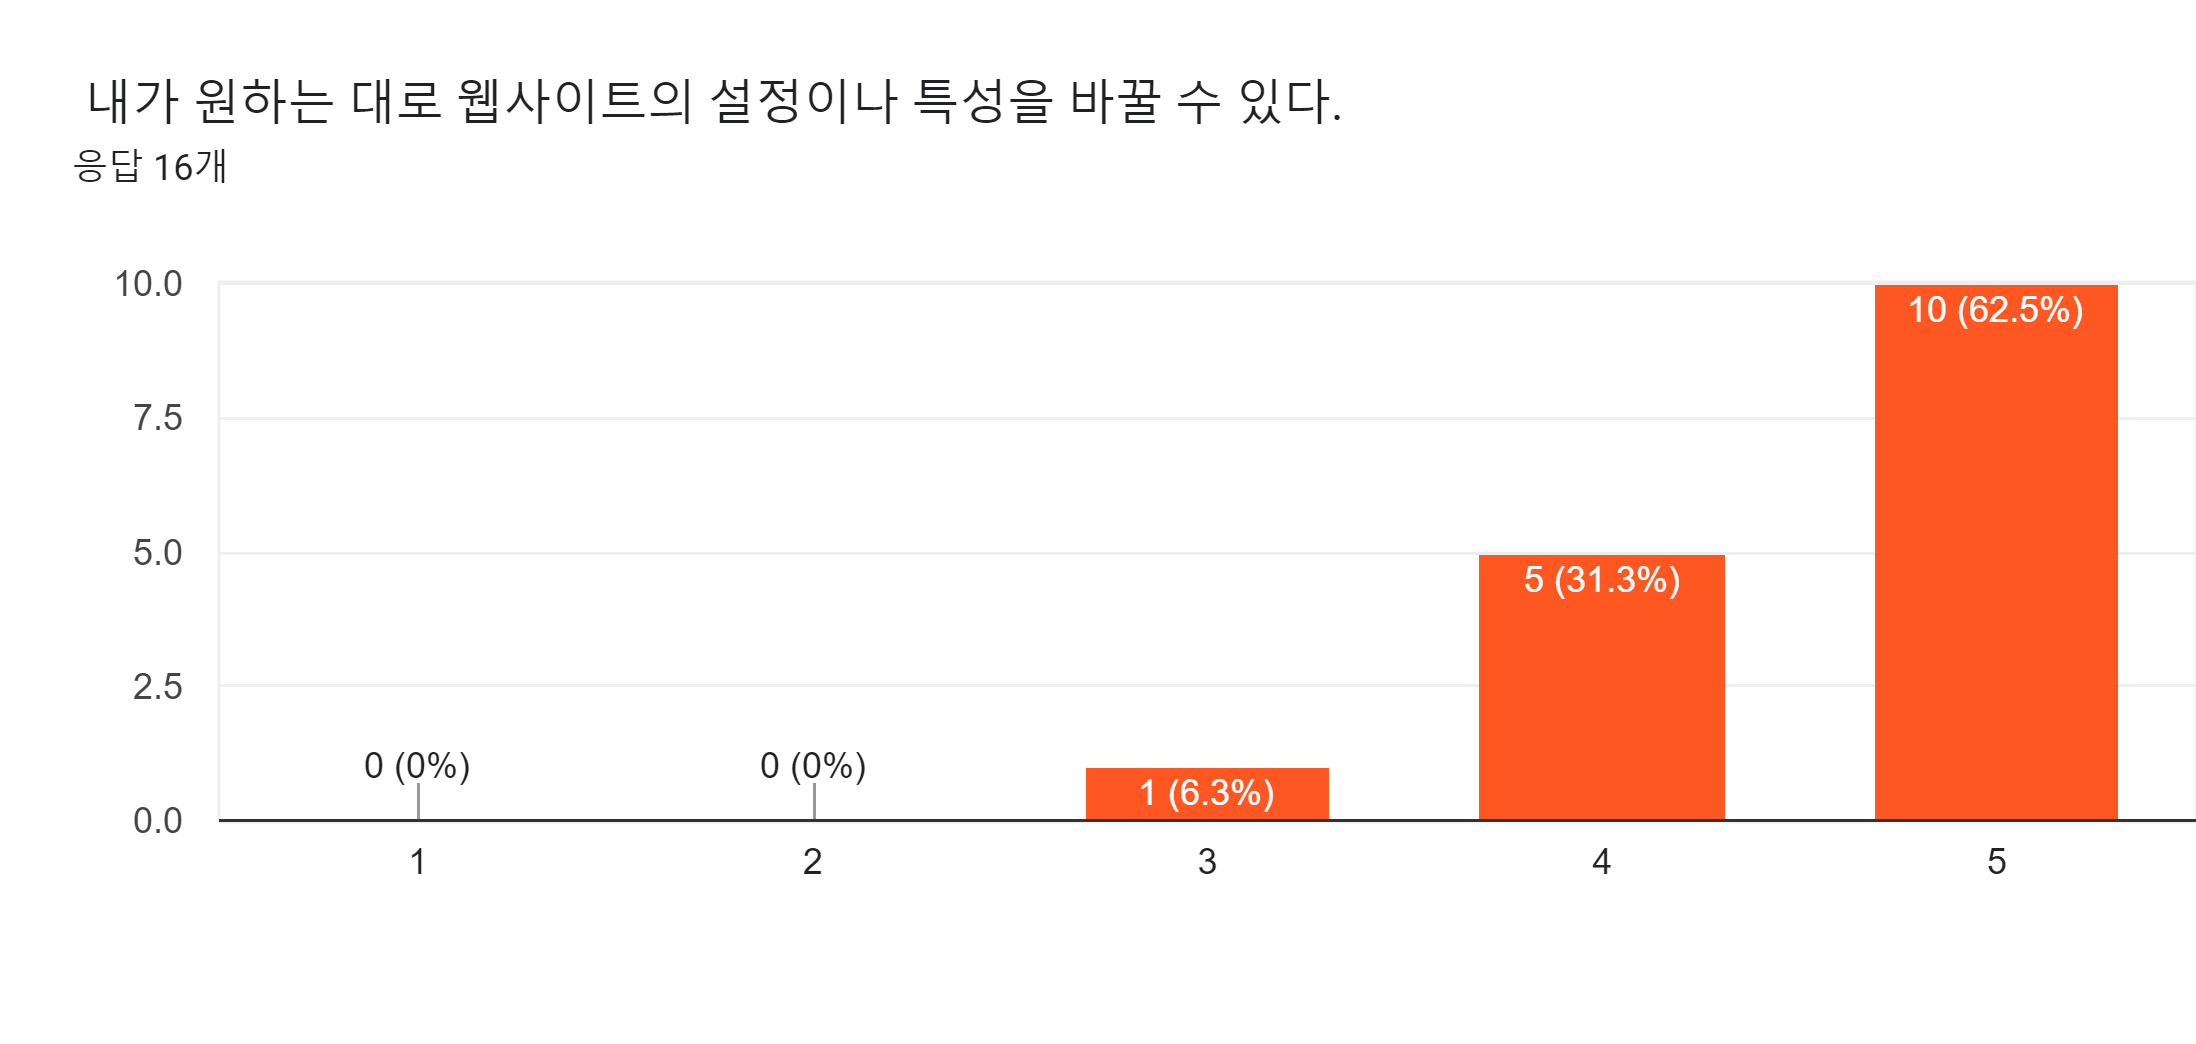 내가 원하는 대로 웹사이트의 설정이나 특성을 바꿀 수 있다.
응답 16개
10.0
10 (62.5%)
7.5
5.0
5 (31.3%)
2.5
0 (0%) 0 (0%) 1 (6.3%)
0.0
1 2 3 4 5